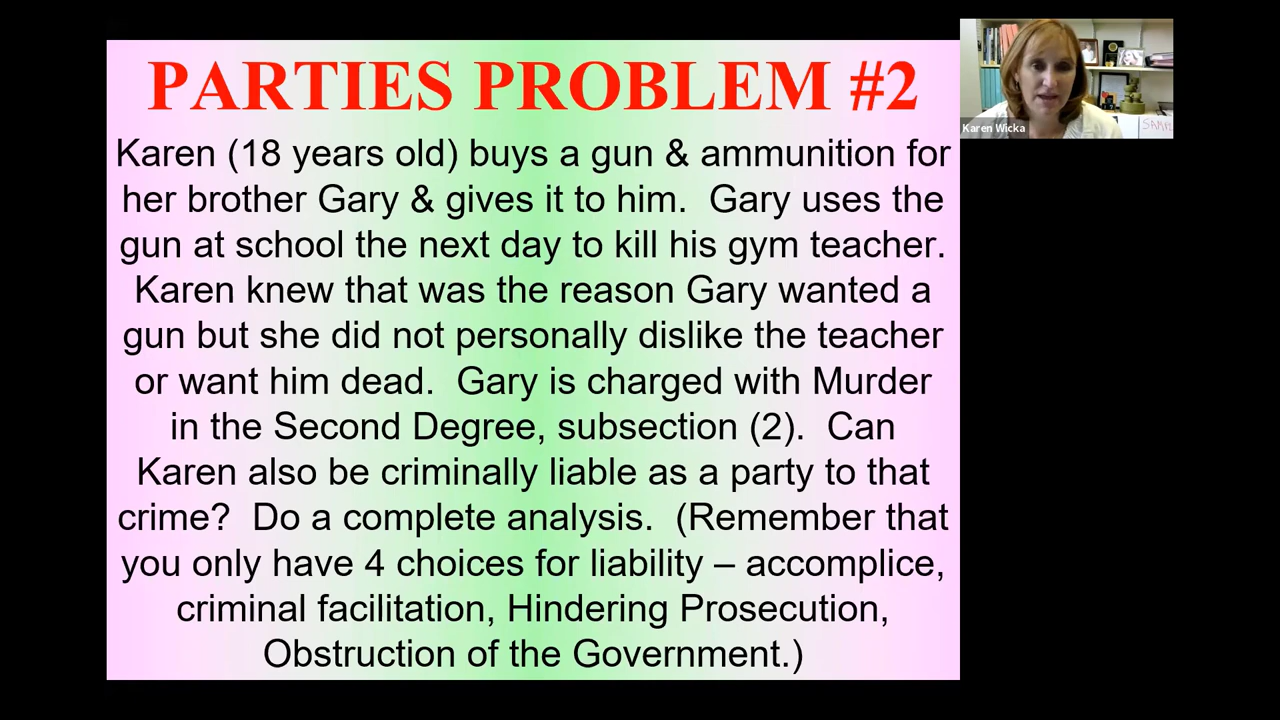 PARTIES PROBLEM #2
Karen (18 years old) buys a gun & ammunition for
her brother Gary & gives it to him.  Gary uses the
gun at school the next day to kill his gym teacher.
Karen knew that was the reason Gary wanted a
gun but she did not personally dislike the teacher
or want him dead.  Gary is charged with Murder
in the Second Degree, subsection (2).  Can
Karen also be criminally liable as a party to that
crime?  Do a complete analysis.  (Remember that
you only have 4 choices for liability – accomplice,
criminal facilitation, Hindering Prosecution,
Obstruction of the Government.)
Karen Wicka